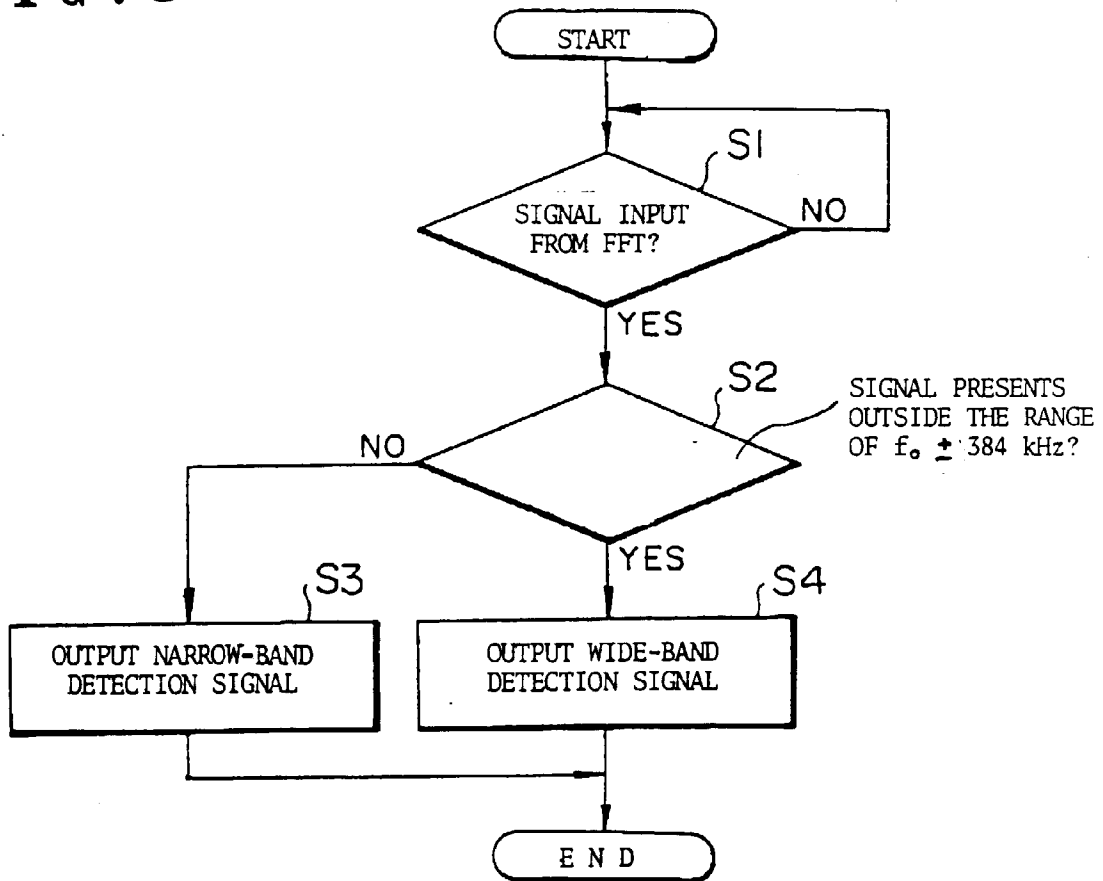 START
S1
SIGNAL INPUT
FROM FFT?
NO
YES
S2
SIGNAL PRESENTS
OUTSIDE THE RANGE
OF f₀ ± 384 kHz?
NO
YES
S3
OUTPUT NARROW-BAND
DETECTION SIGNAL
S4
OUTPUT WIDE-BAND
DETECTION SIGNAL
END